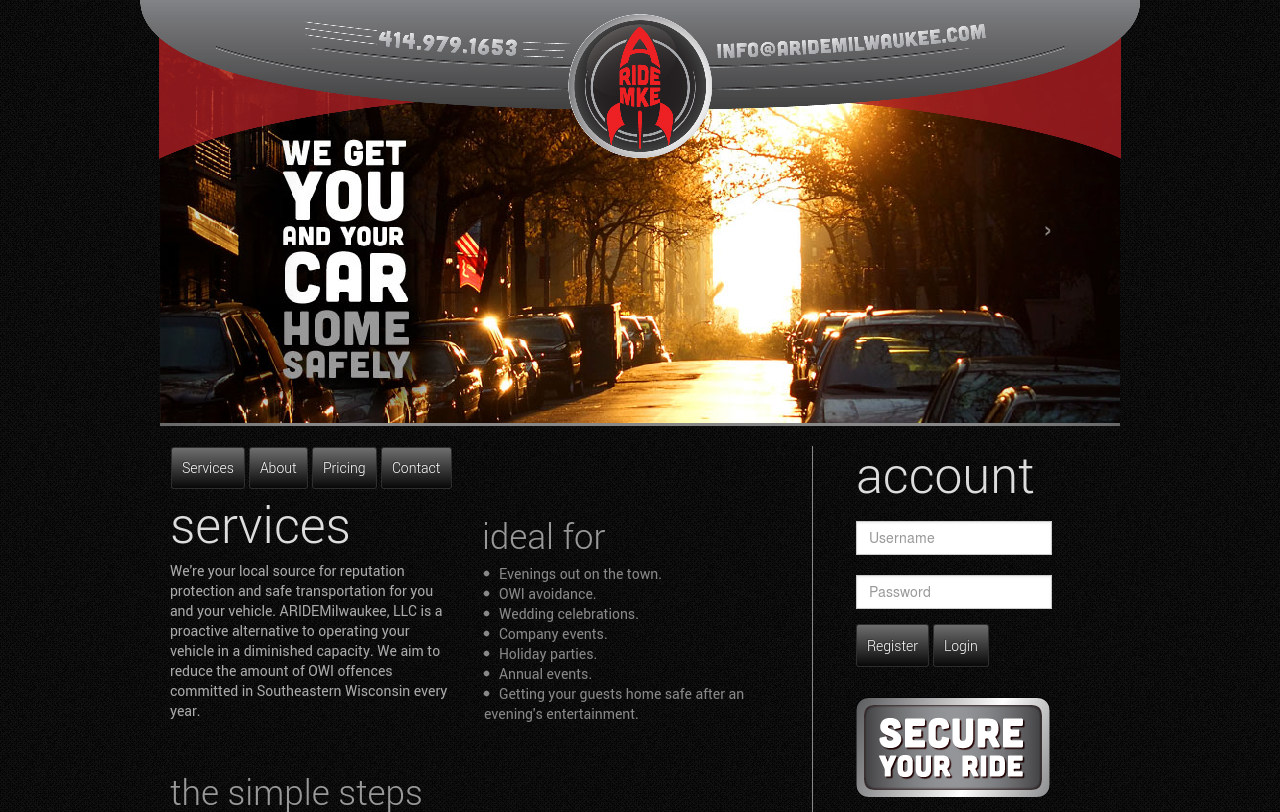 414.979.1653
INFO@ARIDEMILWAUKEE.COM
A
RIDE
MKE
WE GET
YOU
AND YOUR
CAR
HOME
SAFELY
›
Services About Pricing Contact
services
We're your local source for reputation
protection and safe transportation for you
and your vehicle. ARIDEMilwaukee, LLC is a
proactive alternative to operating your
vehicle in a diminished capacity. We aim to
reduce the amount of OWI offences
committed in Southeastern Wisconsin every
year.
ideal for
• Evenings out on the town.
• OWI avoidance.
• Wedding celebrations.
• Company events.
• Holiday parties.
• Annual events.
• Getting your guests home safe after an
evening's entertainment.
the simple steps
account
Username
Password
Register Login
SECURE
YOUR RIDE